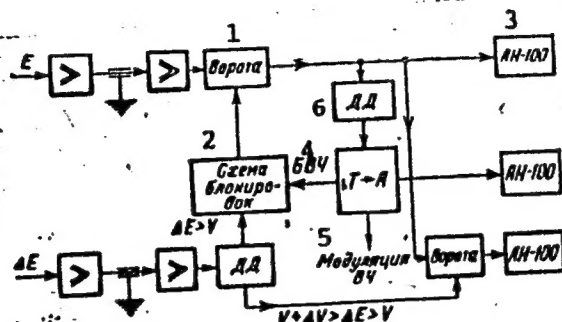 1
3
E
>
>
Ворота
АН-100
6
ДД
2
4
Схема
блокиро-
вок
БВЧ
T→A
АН-100
ΔE>V
5
Модуляция
ВЧ
ΔE
>
>
ДД
Ворота
АН-100
V+ΔV>ΔE>V